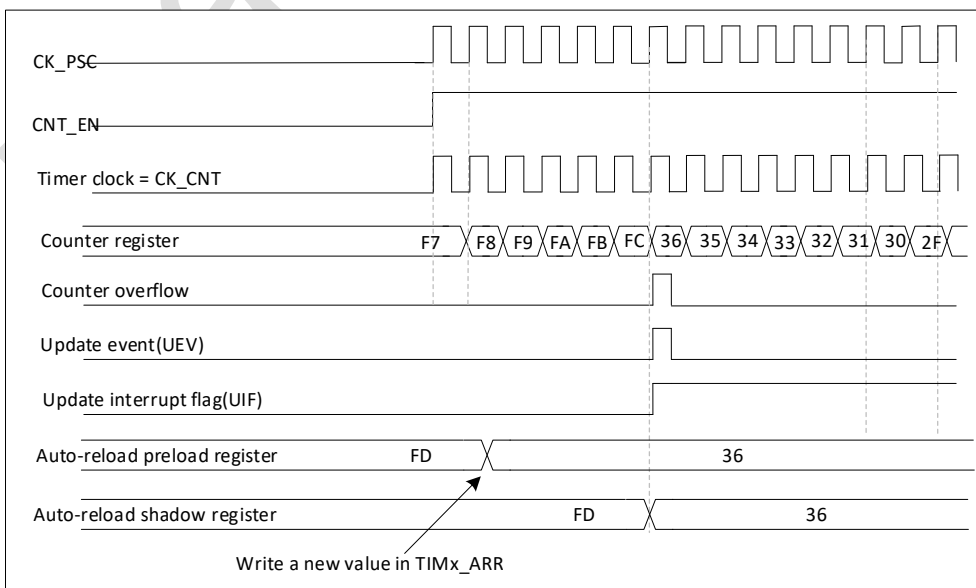 CK_PSC
CNT_EN
Timer clock = CK_CNT
Counter register F7 F8 F9 FA FB FC 36 35 34 33 32 31 30 2F
Counter overflow
Update event(UEV)
Update interrupt flag(UIF)
Auto-reload preload register FD 36
Auto-reload shadow register FD 36
Write a new value in TIMx_ARR